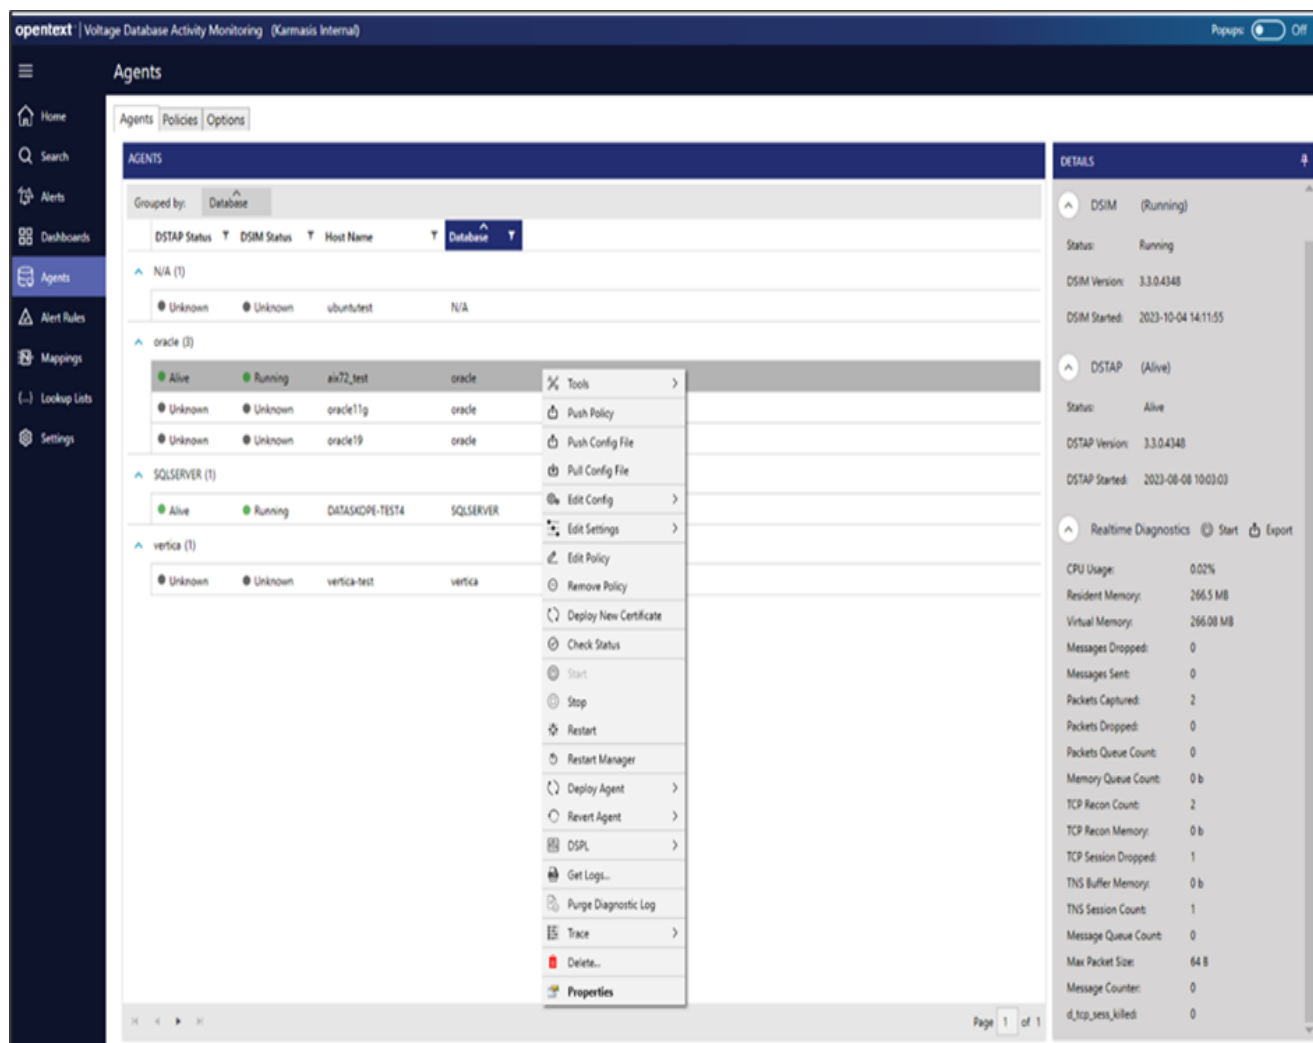 opentext | Voltage Database Activity Monitoring (Karmasis Internal)
Popups: Off
Agents
Home
Search
Alerts
Dashboards
Agents
Alert Rules
Mappings
Lookup Lists
Settings
Agents Policies Options
AGENTS
Grouped by: Database
DSTAP Status DSIM Status Host Name Database
N/A (1)
Unknown Unknown ubuntutest N/A
oracle (3)
Alive Running aix72_test oracle
Unknown Unknown oracle11g oracle
Unknown Unknown oracle19 oracle
SQLSERVER (1)
Alive Running DATASKOPE-TEST4 SQLSERVER
vertica (1)
Unknown Unknown vertica-test vertica
Tools
Push Policy
Push Config File
Pull Config File
Edit Config
Edit Settings
Edit Policy
Remove Policy
Deploy New Certificate
Check Status
Start
Stop
Restart
Restart Manager
Deploy Agent
Revert Agent
DSPL
Get Logs...
Purge Diagnostic Log
Trace
Delete...
Properties
Page 1 of 1
DETAILS
DSIM (Running)
Status: Running
DSIM Version: 3.3.0.4348
DSIM Started: 2023-10-04 14:11:55
DSTAP (Alive)
Status: Alive
DSTAP Version: 3.3.0.4348
DSTAP Started: 2023-08-08 10:03:03
Realtime Diagnostics Start Export
CPU Usage: 0.02%
Resident Memory: 266.5 MB
Virtual Memory: 266.08 MB
Messages Dropped: 0
Messages Sent: 0
Packets Captured: 2
Packets Dropped: 0
Packets Queue Count: 0
Memory Queue Count: 0 b
TCP Recon Count: 2
TCP Recon Memory: 0 b
TCP Session Dropped: 1
TNS Buffer Memory: 0 b
TNS Session Count: 1
Message Queue Count: 0
Max Packet Size: 64 B
Message Counter: 0
d_tcp_sess_killed: 0